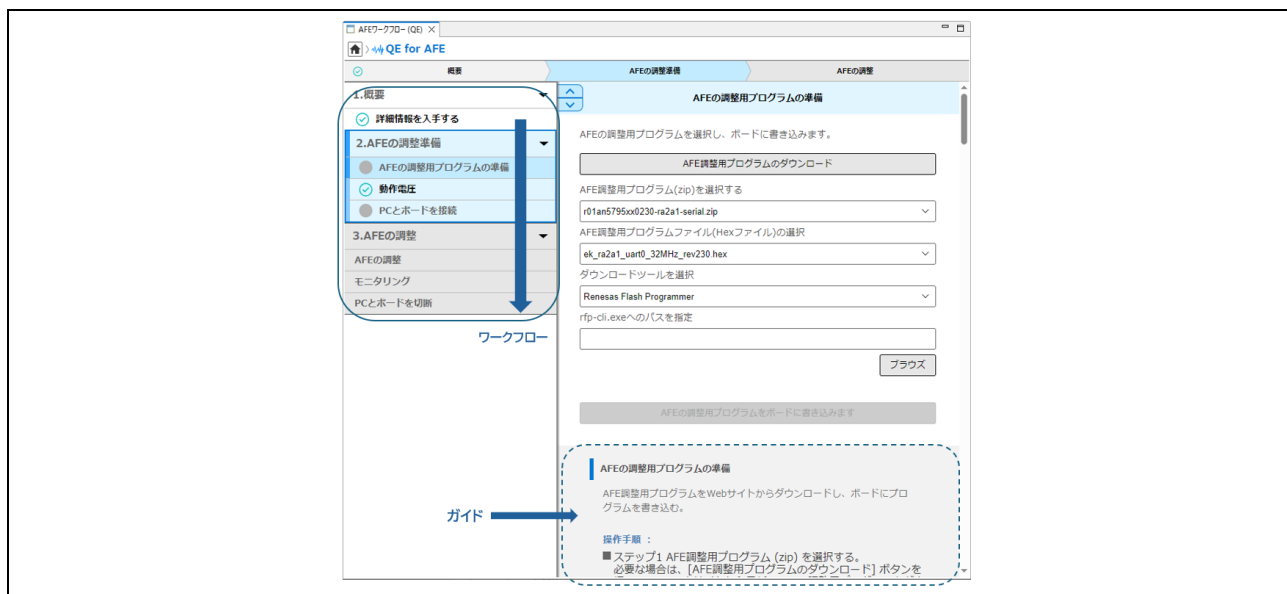 AFEワークフロー (QE)
QE for AFE
概要
AFEの調整準備
AFEの調整
1.概要
詳細情報を入手する
2.AFEの調整準備
AFEの調整用プログラムの準備
動作電圧
PCとボードを接続
3.AFEの調整
AFEの調整
モニタリング
PCとボードを切断
ワークフロー
AFEの調整用プログラムの準備
AFEの調整用プログラムを選択し、ボードに書き込みます。
AFE調整用プログラムのダウンロード
AFE調整用プログラム(zip)を選択する
r01an5795xx0230-ra2a1-serial.zip
AFE調整用プログラムファイル(Hexファイル)の選択
ek_ra2a1_uart0_32MHz_rev230.hex
ダウンロードツールを選択
Renesas Flash Programmer
rfp-cli.exeへのパスを指定
ブラウズ
AFEの調整用プログラムをボードに書き込みます
ガイド
AFEの調整用プログラムの準備
AFE調整用プログラムをWebサイトからダウンロードし、ボードにプロ
グラムを書き込む。
操作手順 :
■ステップ1 AFE調整用プログラム (zip) を選択する。
必要な場合は、[AFE調整用プログラムのダウンロード] ボタンを